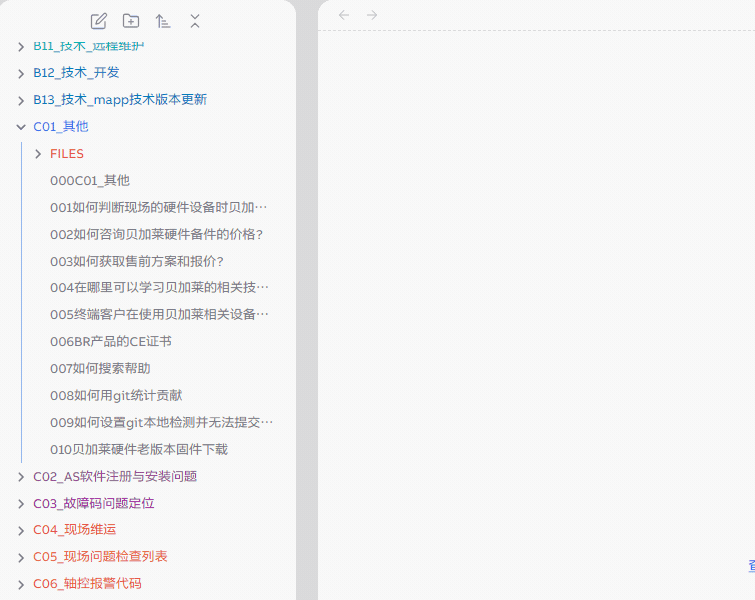 B11_技术_远程维护
B12_技术_开发
B13_技术_mapp技术版本更新
C01_其他
FILES
000C01_其他
001如何判断现场的硬件设备时贝加…
002如何咨询贝加莱硬件备件的价格?
003如何获取售前方案和报价?
004在哪里可以学习贝加莱的相关技…
005终端客户在使用贝加莱相关设备…
006BR产品的CE证书
007如何搜索帮助
008如何用git统计贡献
009如何设置git本地检测并无法提交…
010贝加莱硬件老版本固件下载
C02_AS软件注册与安装问题
C03_故障码问题定位
C04_现场维运
C05_现场问题检查列表
C06_轴控报警代码